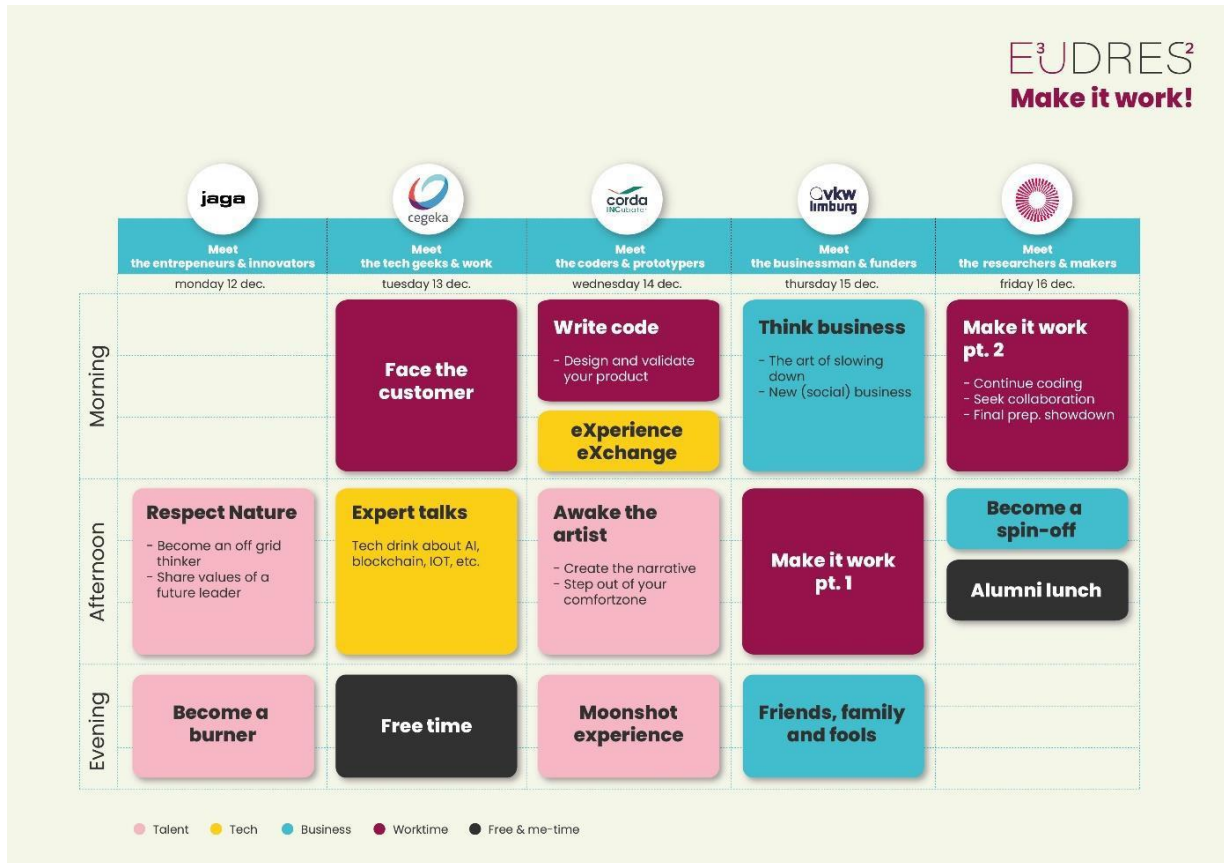 E³UDRES²
Make it work!
jaga
cegeka
corda
INCubator
vkw
limburg
Meet
the entrepeneurs & innovators
Meet
the tech geeks & work
Meet
the coders & prototypers
Meet
the businessman & funders
Meet
the researchers & makers
monday 12 dec.
tuesday 13 dec.
wednesday 14 dec.
thursday 15 dec.
friday 16 dec.
Morning
Face the
customer
Write code
- Design and validate
your product
eXperience
eXchange
Think business
- The art of slowing
down
- New (social) business
Make it work
pt. 2
- Continue coding
- Seek collaboration
- Final prep. showdown
Afternoon
Respect Nature
- Become an off grid
thinker
- Share values of a
future leader
Expert talks
Tech drink about AI,
blockchain, IOT, etc.
Awake the
artist
- Create the narrative
- Step out of your
comfortzone
Make it work
pt. 1
Become a
spin-off
Alumni lunch
Evening
Become a
burner
Free time
Moonshot
experience
Friends, family
and fools
Talent
Tech
Business
Worktime
Free & me-time